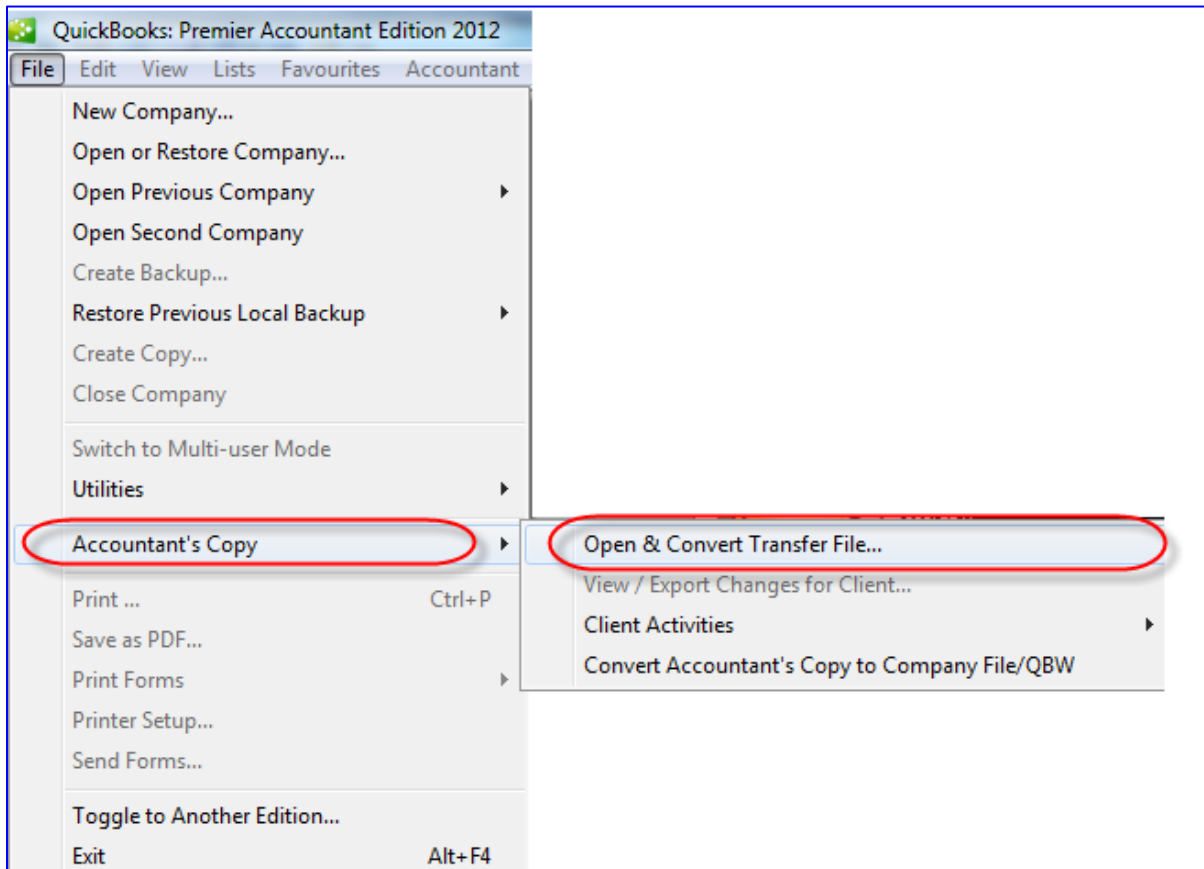 QuickBooks: Premier Accountant Edition 2012
File Edit View Lists Favourites Accountant
New Company...
Open or Restore Company...
Open Previous Company
Open Second Company
Create Backup...
Restore Previous Local Backup
Create Copy...
Close Company
Switch to Multi-user Mode
Utilities
Accountant's Copy
Print ... Ctrl+P
Save as PDF...
Print Forms
Printer Setup...
Send Forms...
Toggle to Another Edition...
Exit Alt+F4
Open & Convert Transfer File...
View / Export Changes for Client...
Client Activities
Convert Accountant's Copy to Company File/QBW